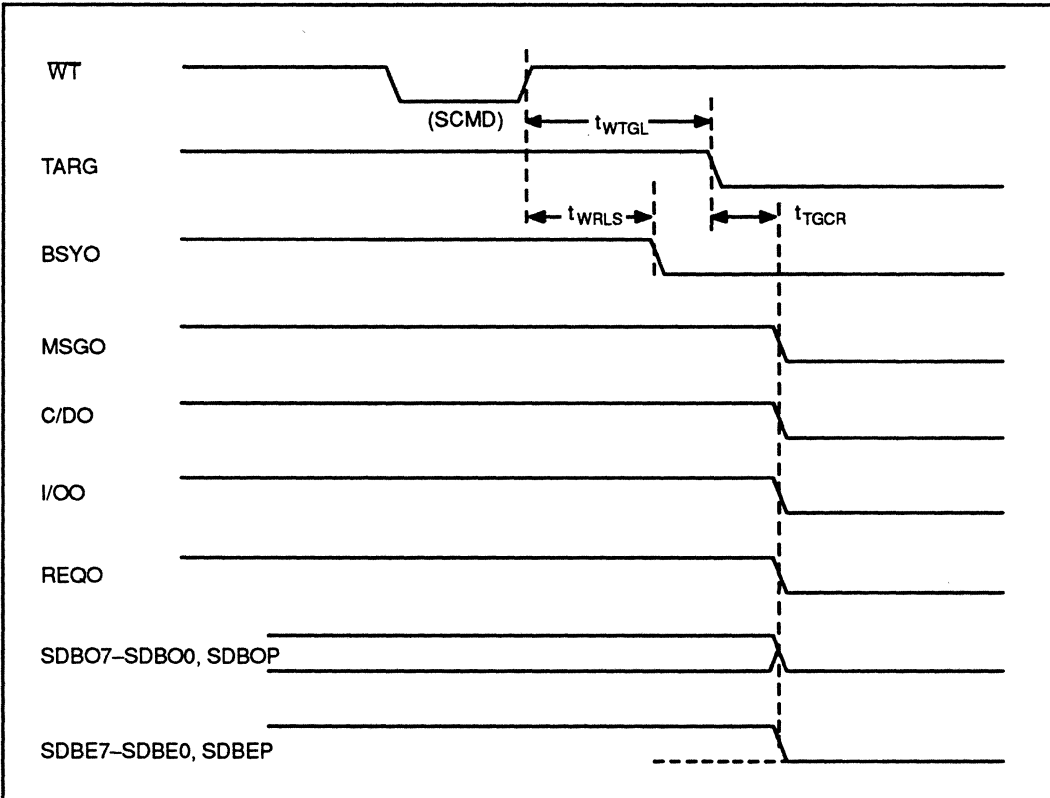 WT
(SCMD)
tWTGL
TARG
tWRLS
tTGCR
BSYO
MSGO
C/DO
I/OO
REQO
SDBO7–SDBO0, SDBOP
SDBE7–SDBE0, SDBEP